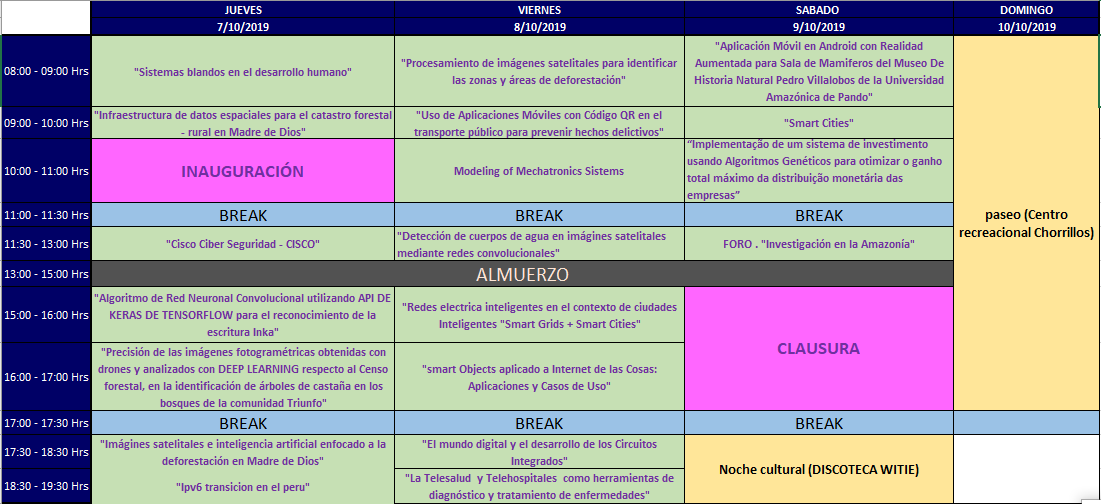 JUEVES
7/10/2019
VIERNES
8/10/2019
SABADO
9/10/2019
DOMINGO
10/10/2019
08:00 - 09:00 Hrs
"Sistemas blandos en el desarrollo humano"
"Procesamiento de imágenes satelitales para identificar
las zonas y áreas de deforestación"
"Aplicación Móvil en Android con Realidad
Aumentada para Sala de Mamiferos del Museo De
Historia Natural Pedro Villalobos de la Universidad
Amazónica de Pando"
09:00 - 10:00 Hrs
"Infraestructura de datos espaciales para el catastro forestal
- rural en Madre de Dios"
"Uso de Aplicaciones Móviles con Código QR en el
transporte público para prevenir hechos delictivos"
"Smart Cities"
10:00 - 11:00 Hrs
INAUGURACIÓN
Modeling of Mechatronics Sistems
“Implementação de um sistema de investimento
usando Algoritmos Genéticos para otimizar o ganho
total máximo da distribuição monetária das
empresas”
11:00 - 11:30 Hrs
BREAK
BREAK
BREAK
paseo (Centro
recreacional Chorrillos)
11:30 - 13:00 Hrs
"Cisco Ciber Seguridad - CISCO"
"Detección de cuerpos de agua en imágines satelitales
mediante redes convolucionales"
FORO . "Investigación en la Amazonía"
13:00 - 15:00 Hrs
ALMUERZO
15:00 - 16:00 Hrs
"Algoritmo de Red Neuronal Convolucional utilizando API DE
KERAS DE TENSORFLOW para el reconocimiento de la
escritura Inka"
"Redes electrica inteligentes en el contexto de ciudades
Inteligentes "Smart Grids + Smart Cities"
CLAUSURA
16:00 - 17:00 Hrs
"Precisión de las imágenes fotogramétricas obtenidas con
drones y analizados con DEEP LEARNING respecto al Censo
forestal, en la identificación de árboles de castaña en los
bosques de la comunidad Triunfo"
"smart Objects aplicado a Internet de las Cosas:
Aplicaciones y Casos de Uso"
17:00 - 17:30 Hrs
BREAK
BREAK
BREAK
17:30 - 18:30 Hrs
"Imágines satelitales e inteligencia artificial enfocado a la
deforestación en Madre de Dios"
"El mundo digital y el desarrollo de los Circuitos
Integrados"
Noche cultural (DISCOTECA WITIE)
18:30 - 19:30 Hrs
"Ipv6 transicion en el peru"
"La Telesalud y Telehospitales como herramientas de
diagnóstico y tratamiento de enfermedades"